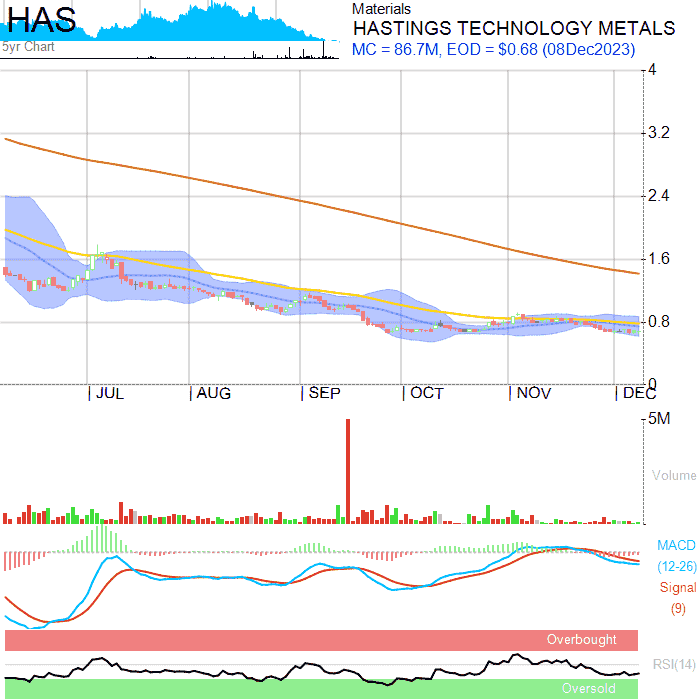 HAS
5yr Chart
Materials
HASTINGS TECHNOLOGY METALS
MC = 86.7M, EOD = $0.68 (08Dec2023)
4
3.2
2.4
1.6
0.8
0
JUL AUG SEP OCT NOV DEC
5M
Volume
MACD
(12-26)
Signal
(9)
Overbought
RSI(14)
Oversold